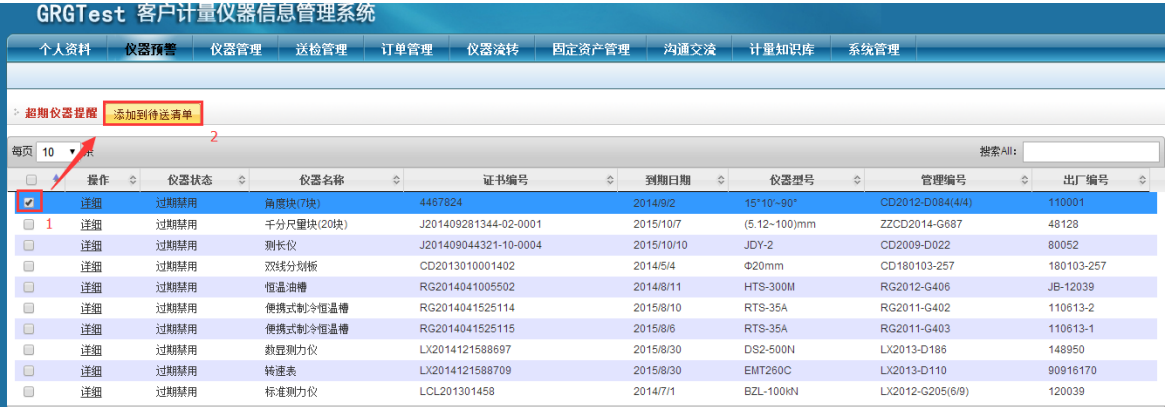 GRGTest 客户计量仪器信息管理系统
个人资料 仪器预警 仪器管理 送检管理 订单管理 仪器流转 固定资产管理 沟通交流 计量知识库 系统管理
超期仪器提醒 添加到待送清单
2
每页 10 条 搜索All:
操作 仪器状态 仪器名称 证书编号 到期日期 仪器型号 管理编号 出厂编号
详细 过期禁用 角度块(7块) 4467824 2014/9/2 15°10′~90° CD2012-D084(4/4) 110001
1 详细 过期禁用 千分尺量块(20块) J201409281344-02-0001 2015/10/7 (5.12~100)mm ZZCD2014-G687 48128
详细 过期禁用 测长仪 J201409044321-10-0004 2015/10/10 JDY-2 CD2009-D022 80052
详细 过期禁用 双线分划板 CD2013010001402 2014/5/4 Φ20mm CD180103-257 180103-257
详细 过期禁用 恒温油槽 RG2014041005502 2014/8/11 HTS-300M RG2012-G406 JB-12039
详细 过期禁用 便携式制冷恒温槽 RG2014041525114 2015/8/10 RTS-35A RG2011-G402 110613-2
详细 过期禁用 便携式制冷恒温槽 RG2014041525115 2015/8/6 RTS-35A RG2011-G403 110613-1
详细 过期禁用 数显测力仪 LX2014121588697 2015/8/30 DS2-500N LX2013-D186 148950
详细 过期禁用 转速表 LX2014121588709 2015/8/30 EMT260C LX2013-D110 90916170
详细 过期禁用 标准测力仪 LCL201301458 2014/7/1 BZL-100kN LX2012-G205(6/9) 120039